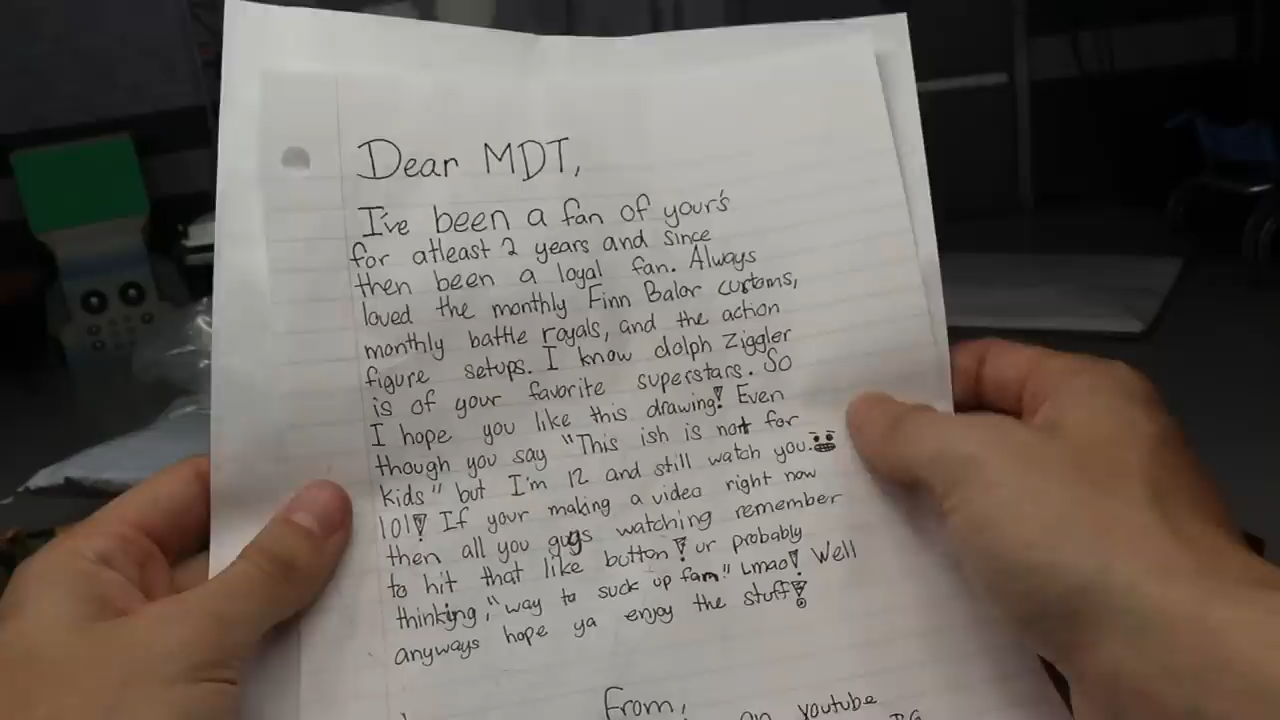 Dear MDT,
I've been a fan of your's
for atleast 2 years and since
then been a loyal fan. Always
loved the monthly Finn Balor customs,
monthly battle royals, and the action
figure setups. I know dolph Ziggler
is of your favorite superstars. So
I hope you like this drawing! Even
though you say "This ish is not for
kids" but I'm 12 and still watch you.
lol! If your making a video right now
then all you guys watching remember
to hit that like button! ur probably
thinking, "way to suck up fam" Lmao! Well
anyways hope ya enjoy the stuff!
From,
on youtube